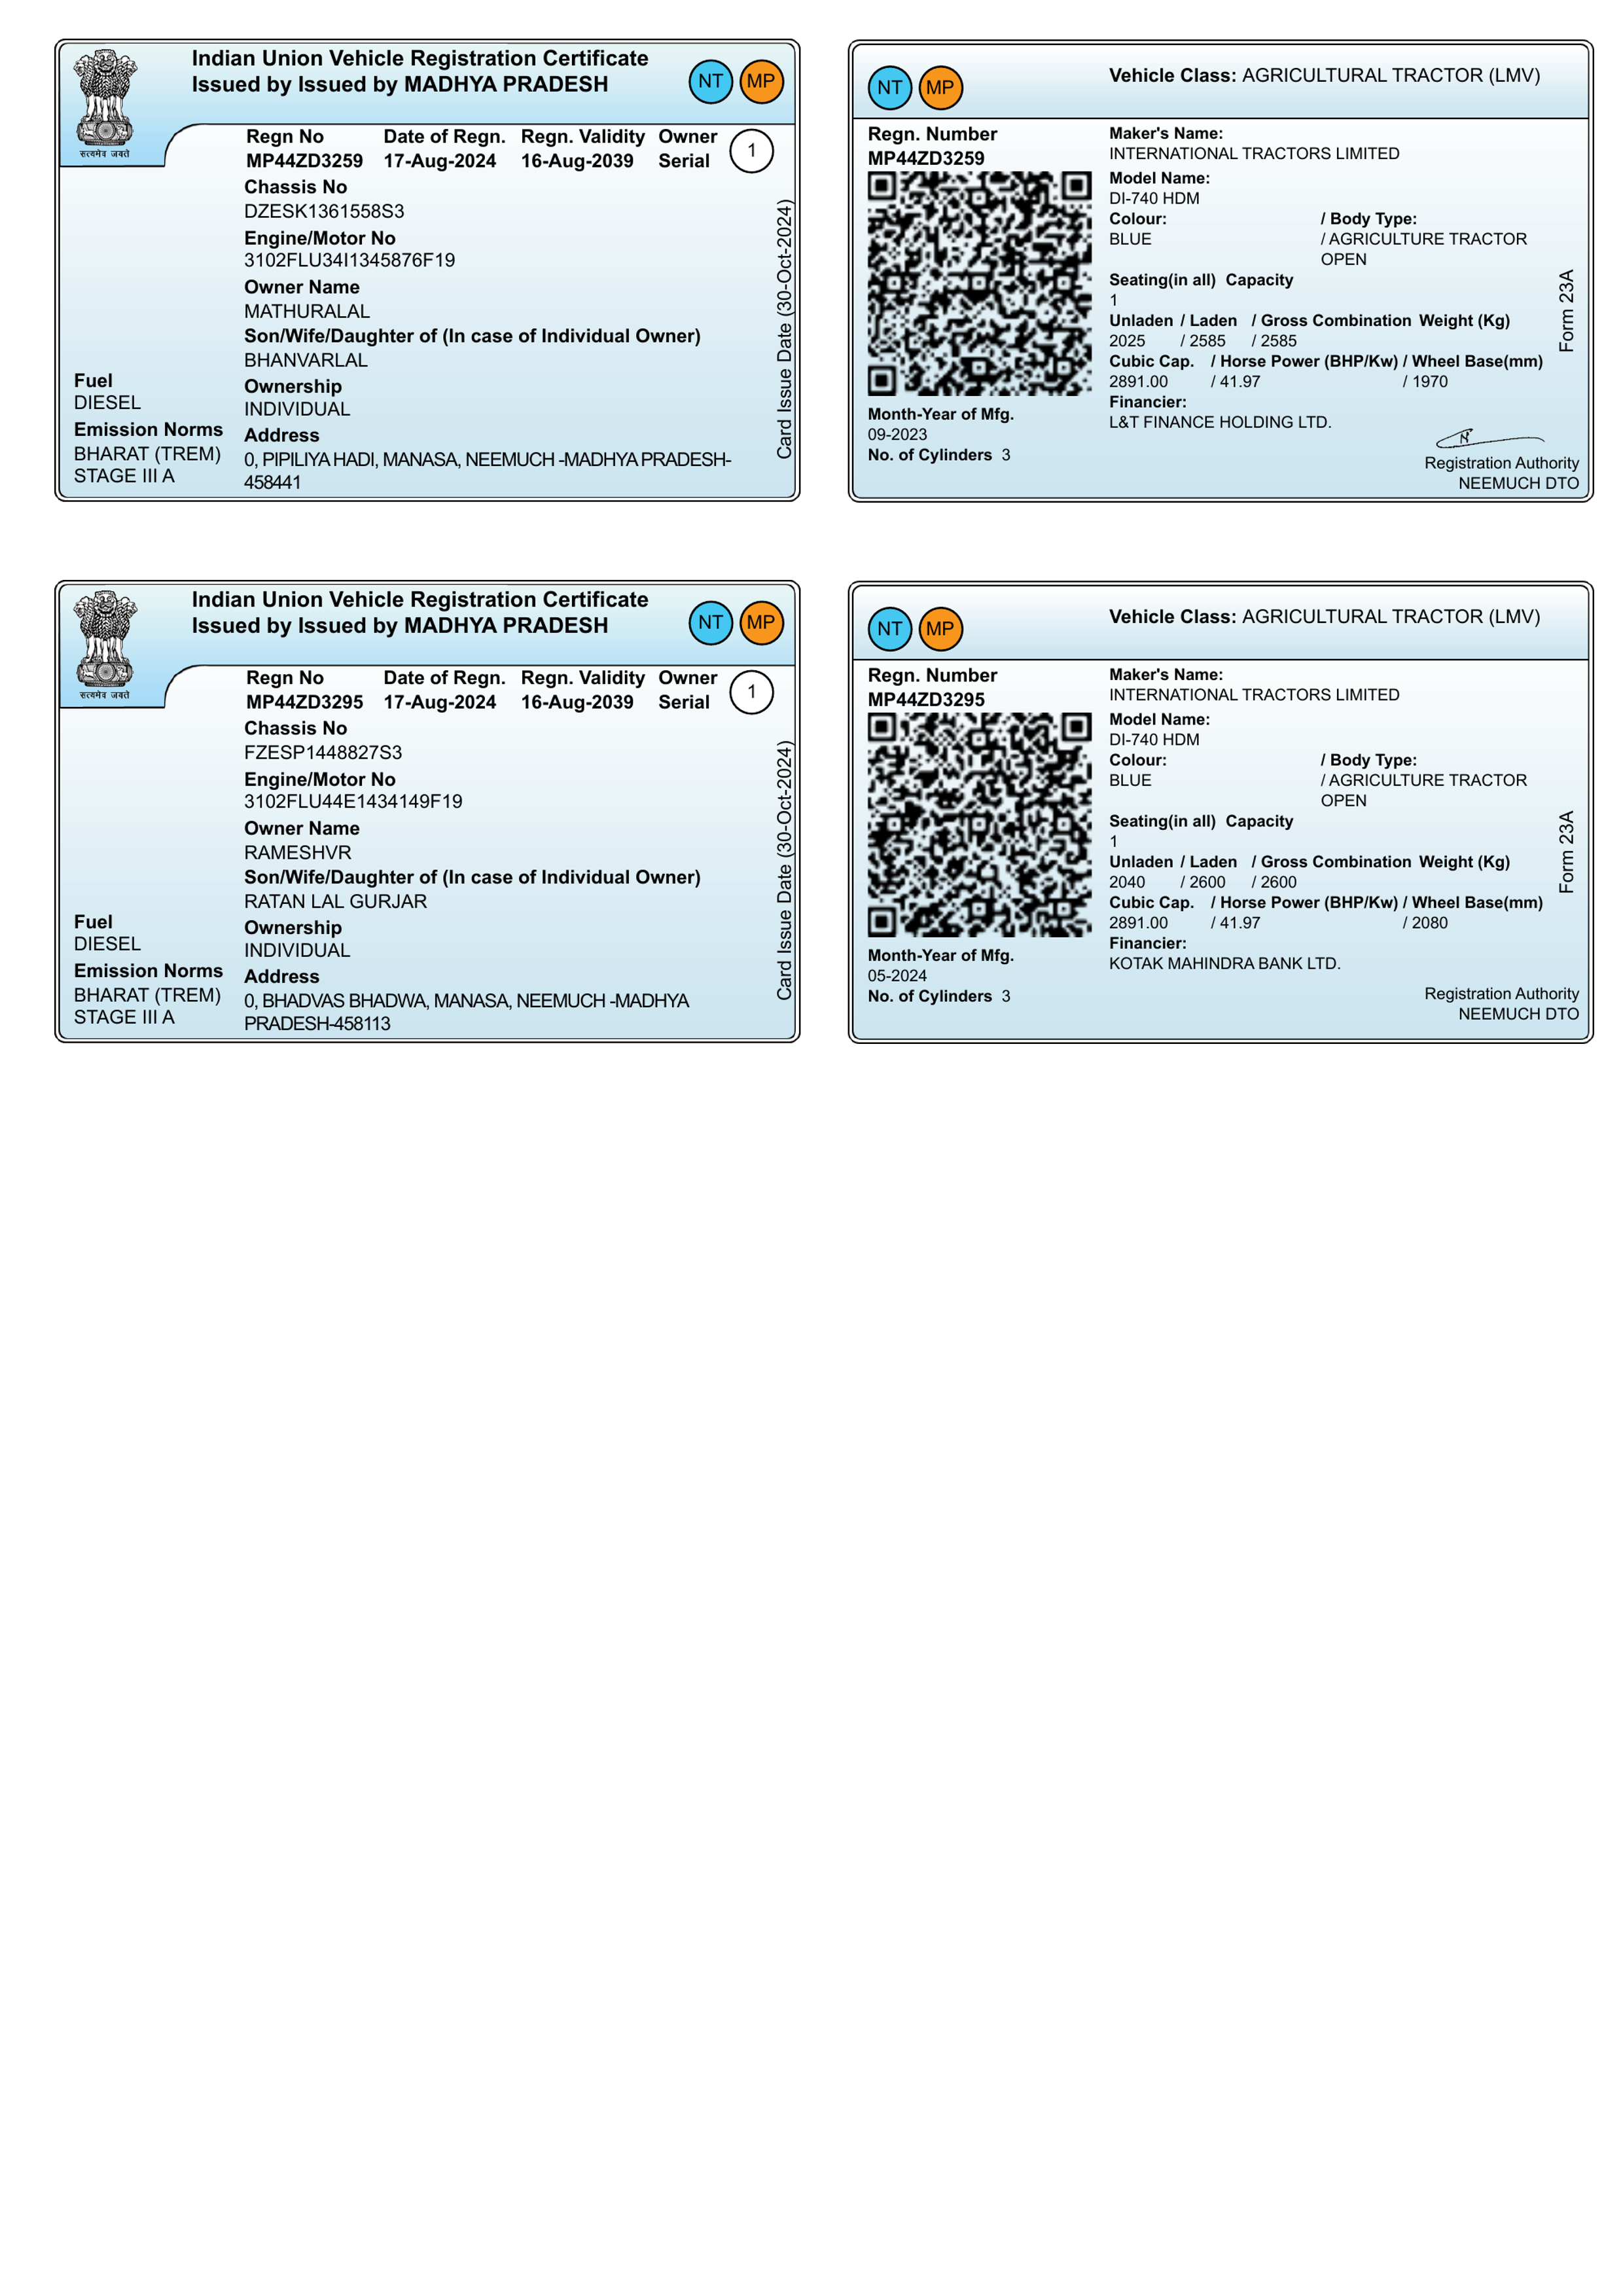 Indian Union Vehicle Registration Certificate
Issued by Issued by MADHYA PRADESH
NT MP
सत्यमेव जयते
Regn No Date of Regn. Regn. Validity Owner
MP44ZD3259 17-Aug-2024 16-Aug-2039 Serial 1
Chassis No
DZESK1361558S3
Engine/Motor No
3102FLU34I1345876F19
Owner Name
MATHURALAL
Son/Wife/Daughter of (In case of Individual Owner)
BHANVARLAL
Fuel
DIESEL
Ownership
INDIVIDUAL
Emission Norms
BHARAT (TREM)
STAGE III A
Address
0, PIPILIYA HADI, MANASA, NEEMUCH -MADHYA PRADESH-
458441
Card Issue Date (30-Oct-2024)
NT MP
Vehicle Class: AGRICULTURAL TRACTOR (LMV)
Regn. Number
MP44ZD3259
Month-Year of Mfg.
09-2023
No. of Cylinders 3
Maker's Name:
INTERNATIONAL TRACTORS LIMITED
Model Name:
DI-740 HDM
Colour: / Body Type:
BLUE / AGRICULTURE TRACTOR
OPEN
Seating(in all) Capacity
1
Unladen / Laden / Gross Combination Weight (Kg)
2025 / 2585 / 2585
Cubic Cap. / Horse Power (BHP/Kw) / Wheel Base(mm)
2891.00 / 41.97 / 1970
Financier:
L&T FINANCE HOLDING LTD.
Form 23A
Registration Authority
NEEMUCH DTO
Indian Union Vehicle Registration Certificate
Issued by Issued by MADHYA PRADESH
NT MP
सत्यमेव जयते
Regn No Date of Regn. Regn. Validity Owner
MP44ZD3295 17-Aug-2024 16-Aug-2039 Serial 1
Chassis No
FZESP1448827S3
Engine/Motor No
3102FLU44E1434149F19
Owner Name
RAMESHVR
Son/Wife/Daughter of (In case of Individual Owner)
RATAN LAL GURJAR
Fuel
DIESEL
Ownership
INDIVIDUAL
Emission Norms
BHARAT (TREM)
STAGE III A
Address
0, BHADVAS BHADWA, MANASA, NEEMUCH -MADHYA
PRADESH-458113
Card Issue Date (30-Oct-2024)
NT MP
Vehicle Class: AGRICULTURAL TRACTOR (LMV)
Regn. Number
MP44ZD3295
Month-Year of Mfg.
05-2024
No. of Cylinders 3
Maker's Name:
INTERNATIONAL TRACTORS LIMITED
Model Name:
DI-740 HDM
Colour: / Body Type:
BLUE / AGRICULTURE TRACTOR
OPEN
Seating(in all) Capacity
1
Unladen / Laden / Gross Combination Weight (Kg)
2040 / 2600 / 2600
Cubic Cap. / Horse Power (BHP/Kw) / Wheel Base(mm)
2891.00 / 41.97 / 2080
Financier:
KOTAK MAHINDRA BANK LTD.
Form 23A
Registration Authority
NEEMUCH DTO